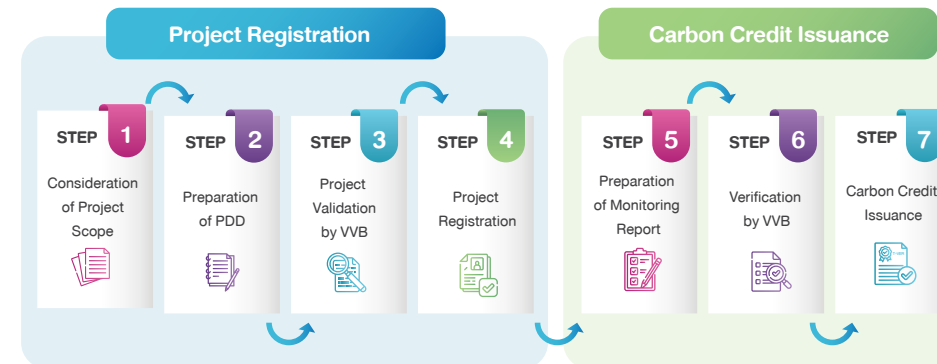 Project Registration
Carbon Credit Issuance
STEP 1
Consideration
of Project
Scope
STEP 2
Preparation
of PDD
STEP 3
Project
Validation
by VVB
STEP 4
Project
Registration
STEP 5
Preparation
of Monitoring
Report
STEP 6
Verification
by VVB
STEP 7
Carbon Credit
Issuance